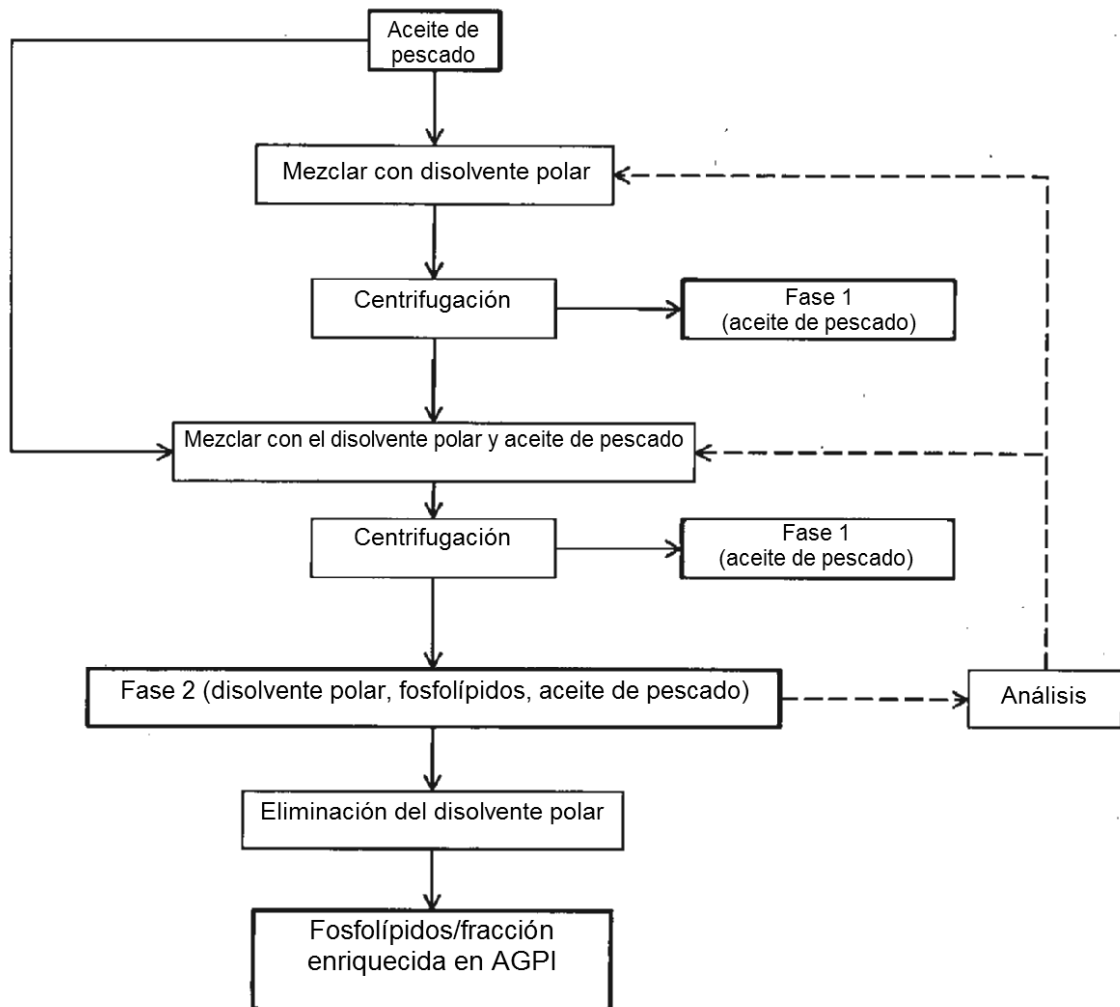 Aceite de
pescado
Mezclar con disolvente polar
Centrifugación
Fase 1
(aceite de pescado)
Mezclar con el disolvente polar y aceite de pescado
Centrifugación
Fase 1
(aceite de pescado)
Fase 2 (disolvente polar, fosfolípidos, aceite de pescado)
Análisis
Eliminación del disolvente polar
Fosfolípidos/fracción
enriquecida en AGPI